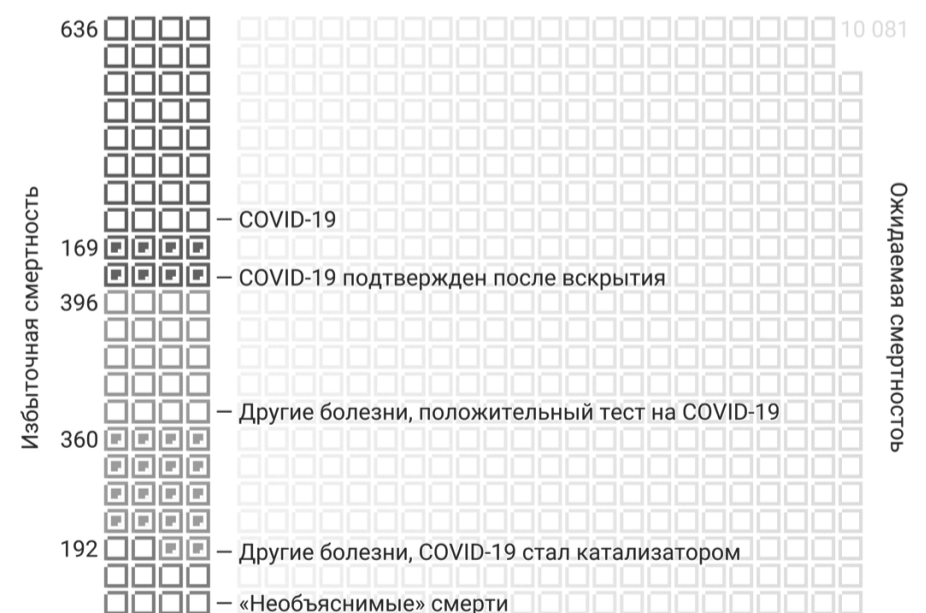 636
10 081
— COVID-19
169
— COVID-19 подтвержден после вскрытия
396
— Другие болезни, положительный тест на COVID-19
360
192
— Другие болезни, COVID-19 стал катализатором
— «Необъяснимые» смерти
Избыточная смертность
Ожидаемая смертностоь